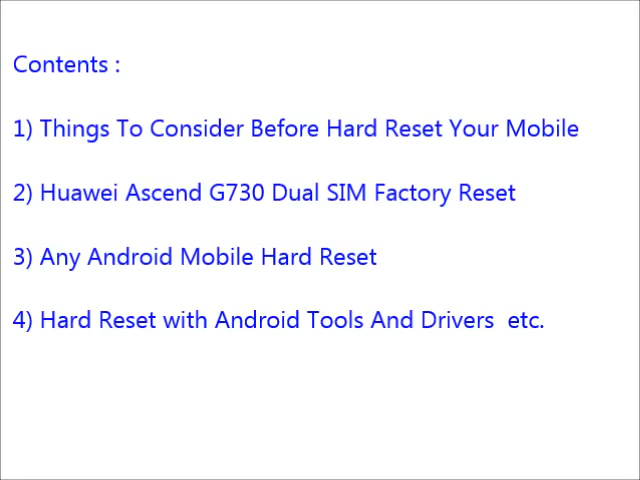 Contents :
1) Things To Consider Before Hard Reset Your Mobile
2) Huawei Ascend G730 Dual SIM Factory Reset
3) Any Android Mobile Hard Reset
4) Hard Reset with Android Tools And Drivers  etc.